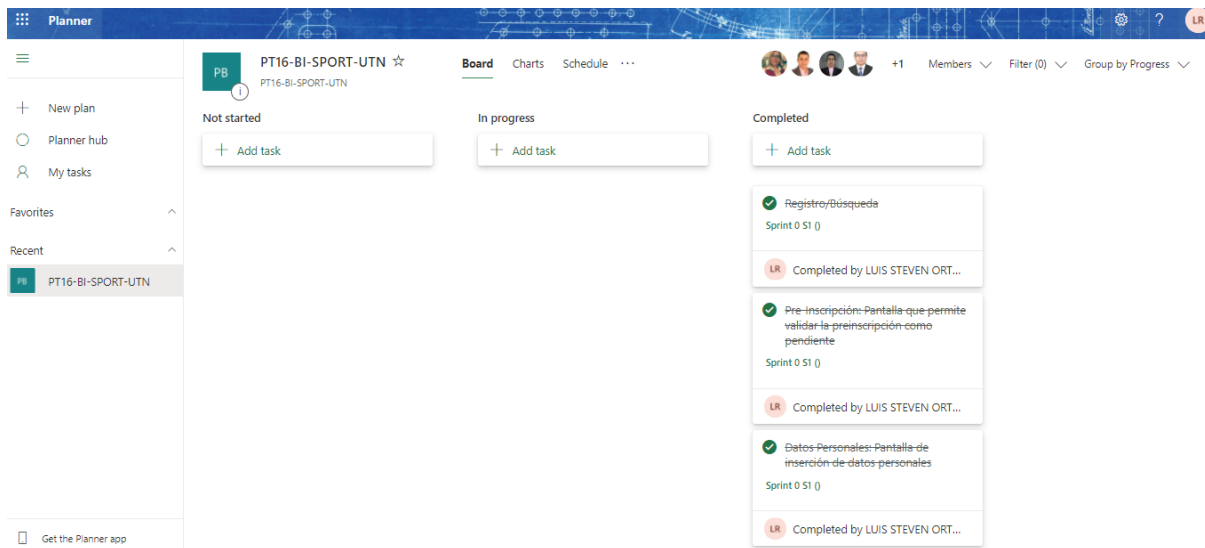 Planner
?
LR
PB
PT16-BI-SPORT-UTN
PT16-BI-SPORT-UTN
Board
Charts
Schedule
...
+1
Members
Filter (0)
Group by Progress
New plan
Planner hub
My tasks
Favorites
Recent
PB
PT16-BI-SPORT-UTN
Get the Planner app
Not started
+ Add task
In progress
+ Add task
Completed
+ Add task
Registro/Búsqueda
Sprint 0 S1 ()
LR Completed by LUIS STEVEN ORT...
Pre-Inscripción: Pantalla que permite
validar la preinscripción como
pendiente
Sprint 0 S1 ()
LR Completed by LUIS STEVEN ORT...
Datos Personales: Pantalla de
inserción de datos personales
Sprint 0 S1 ()
LR Completed by LUIS STEVEN ORT...